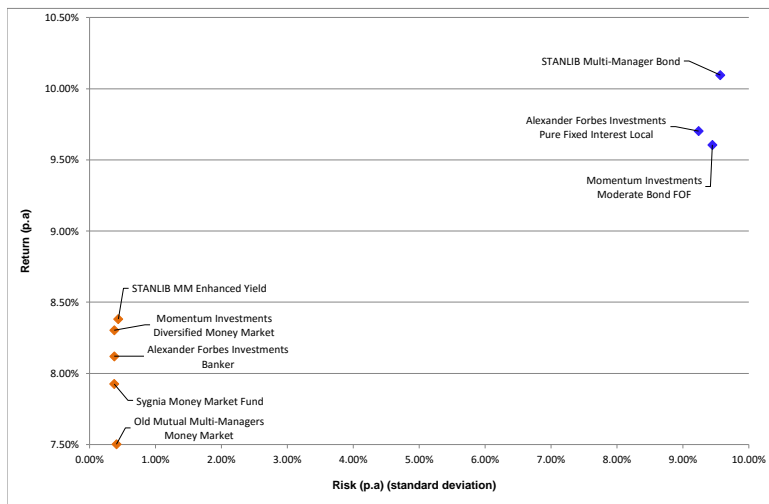 10.50%
STANLIB Multi-Manager Bond
10.00%
Alexander Forbes Investments
Pure Fixed Interest Local
9.50%
Momentum Investments
Moderate Bond FOF
Return (p.a)
9.00%
8.50%
STANLIB MM Enhanced Yield
Momentum Investments
Diversified Money Market
Alexander Forbes Investments
Banker
8.00%
Sygnia Money Market Fund
Old Mutual Multi-Managers
Money Market
7.50%
0.00% 1.00% 2.00% 3.00% 4.00% 5.00% 6.00% 7.00% 8.00% 9.00% 10.00%
Risk (p.a) (standard deviation)